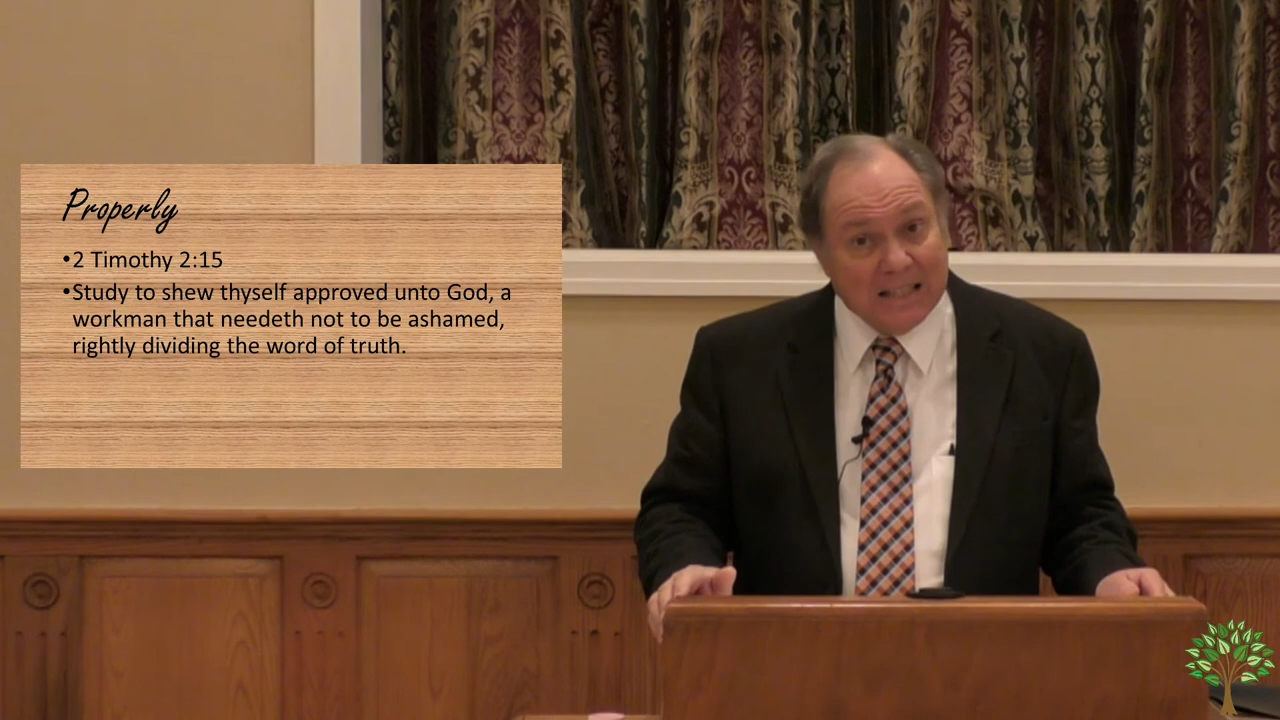 Properly
•2 Timothy 2:15
•Study to shew thyself approved unto God, a
workman that needeth not to be ashamed,
rightly dividing the word of truth.